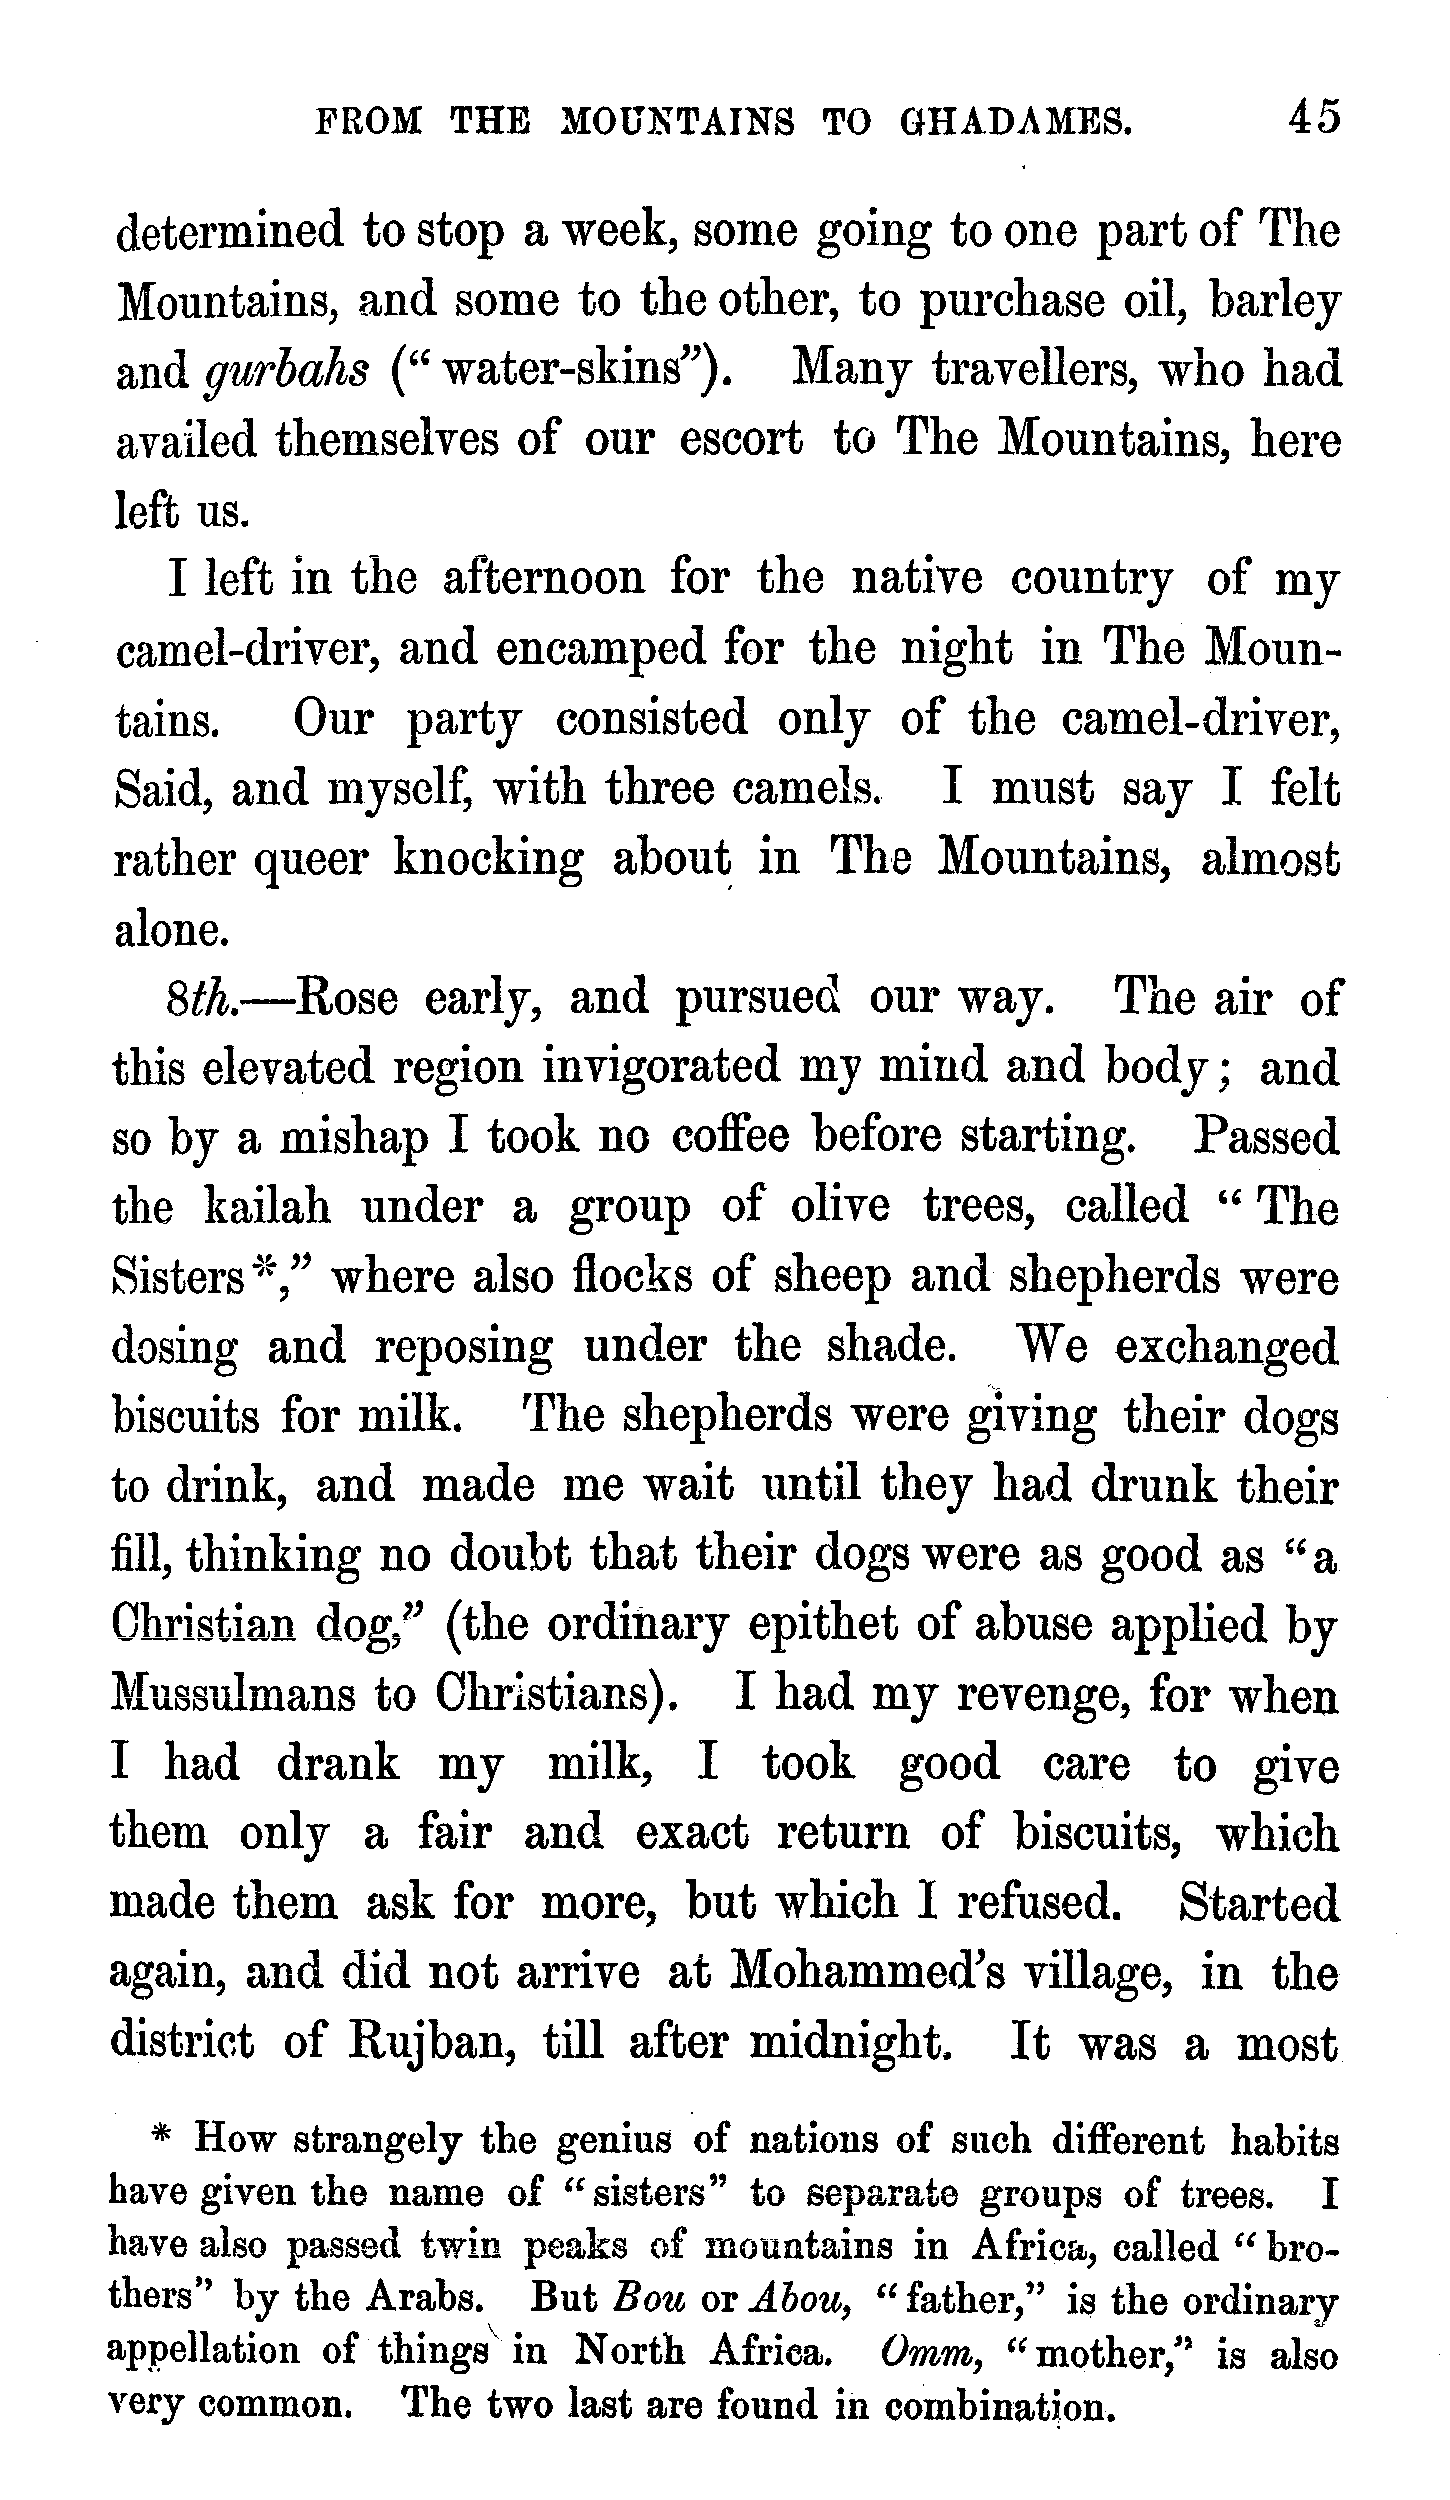 FROM THE MOUNTAINS TO GHADAMES. 45
determined to stop a week, some going to one part of The
Mountains, and some to the other, to purchase oil, barley
and gurbahs (“ water-skins”). Many travellers, who had
availed themselves of our escort to The Mountains, here
left us.
I left in the afternoon for the native country of my
camel-driver, and encamped for the night in The Moun-
tains. Our party consisted only of the camel-driver,
Said, and myself, with three camels. I must say I felt
rather queer knocking about in The Mountains, almost
alone.
8th.—Rose early, and pursued our way. The air of
this elevated region invigorated my mind and body; and
so by a mishap I took no coffee before starting. Passed
the kailah under a group of olive trees, called “ The
Sisters*,” where also flocks of sheep and shepherds were
dosing and reposing under the shade. We exchanged
biscuits for milk. The shepherds were giving their dogs
to drink, and made me wait until they had drunk their
fill, thinking no doubt that their dogs were as good as “a
Christian dog,” (the ordinary epithet of abuse applied by
Mussulmans to Christians). I had my revenge, for when
I had drank my milk, I took good care to give
them only a fair and exact return of biscuits, which
made them ask for more, but which I refused. Started
again, and did not arrive at Mohammed’s village, in the
district of Rujban, till after midnight. It was a most
* How strangely the genius of nations of such different habits
have given the name of “sisters” to separate groups of trees. I
have also passed twin peaks of mountains in Africa, called “ bro-
thers” by the Arabs. But Bou or Abou, “father,” is the ordinary
appellation of things in North Africa. Omm, “mother,” is also
very common. The two last are found in combination.